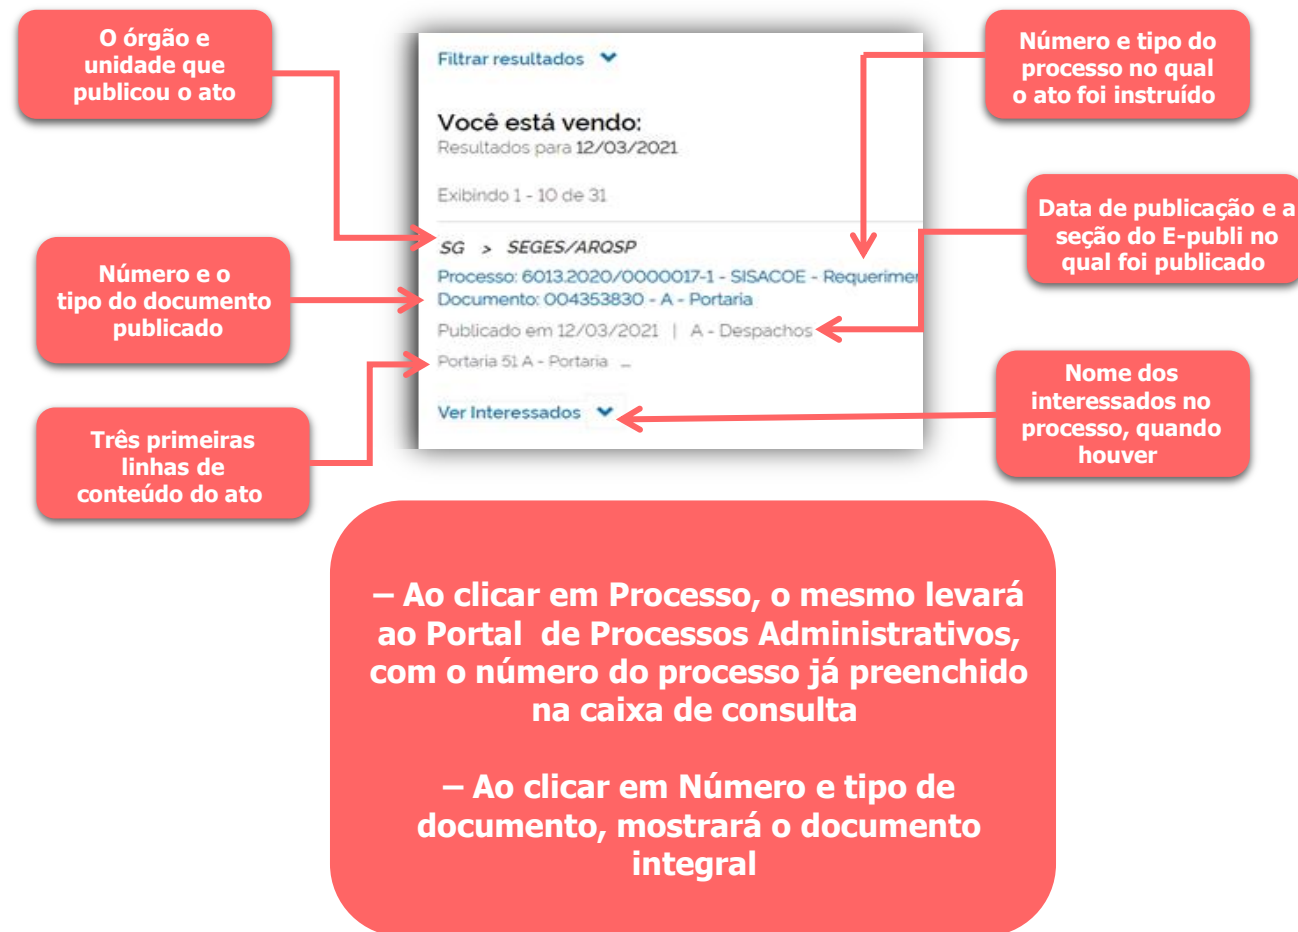 O órgão e
unidade que
publicou o ato
Número e o
tipo do documento
publicado
Três primeiras
linhas de
conteúdo do ato
Filtrar resultados
Você está vendo:
Resultados para 12/03/2021
Exibindo 1 - 10 de 31
SG > SEGES/ARQSP
Processo: 6013.2020/0000017-1 - SISACOE - Requerimen
Documento: 004353830 - A - Portaria
Publicado em 12/03/2021 | A - Despachos
Portaria 51 A - Portaria ...
Ver Interessados
Número e tipo do
processo no qual
o ato foi instruído
Data de publicação e a
seção do E-publi no
qual foi publicado
Nome dos
interessados no
processo, quando
houver
– Ao clicar em Processo, o mesmo levará
ao Portal de Processos Administrativos,
com o número do processo já preenchido
na caixa de consulta
– Ao clicar em Número e tipo de
documento, mostrará o documento
integral